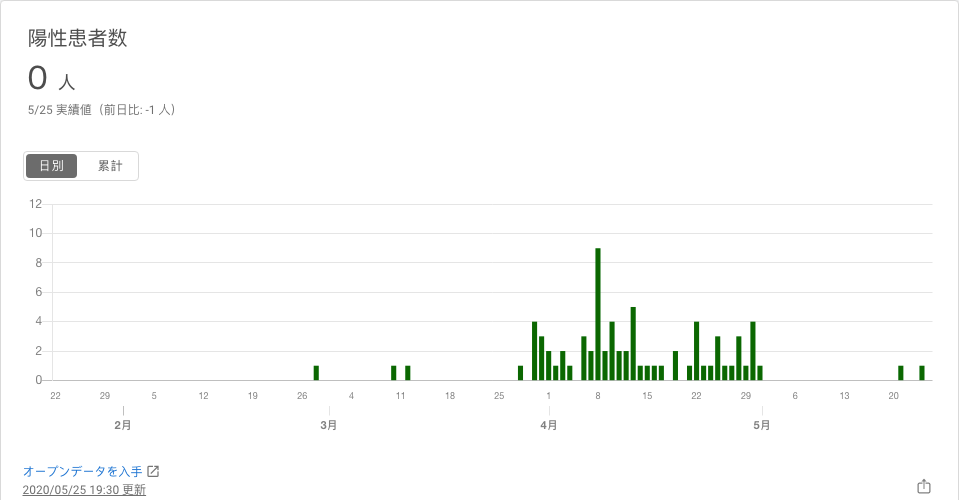 陽性患者数
0 人
5/25 実績値（前日比: -1 人）
日別 累計
12
10
8
6
4
2
0
22 29 5 12 19 26 4 11 18 25 1 8 15 22 29 6 13 20
2月 3月 4月 5月
オープンデータを入手
2020/05/25 19:30 更新